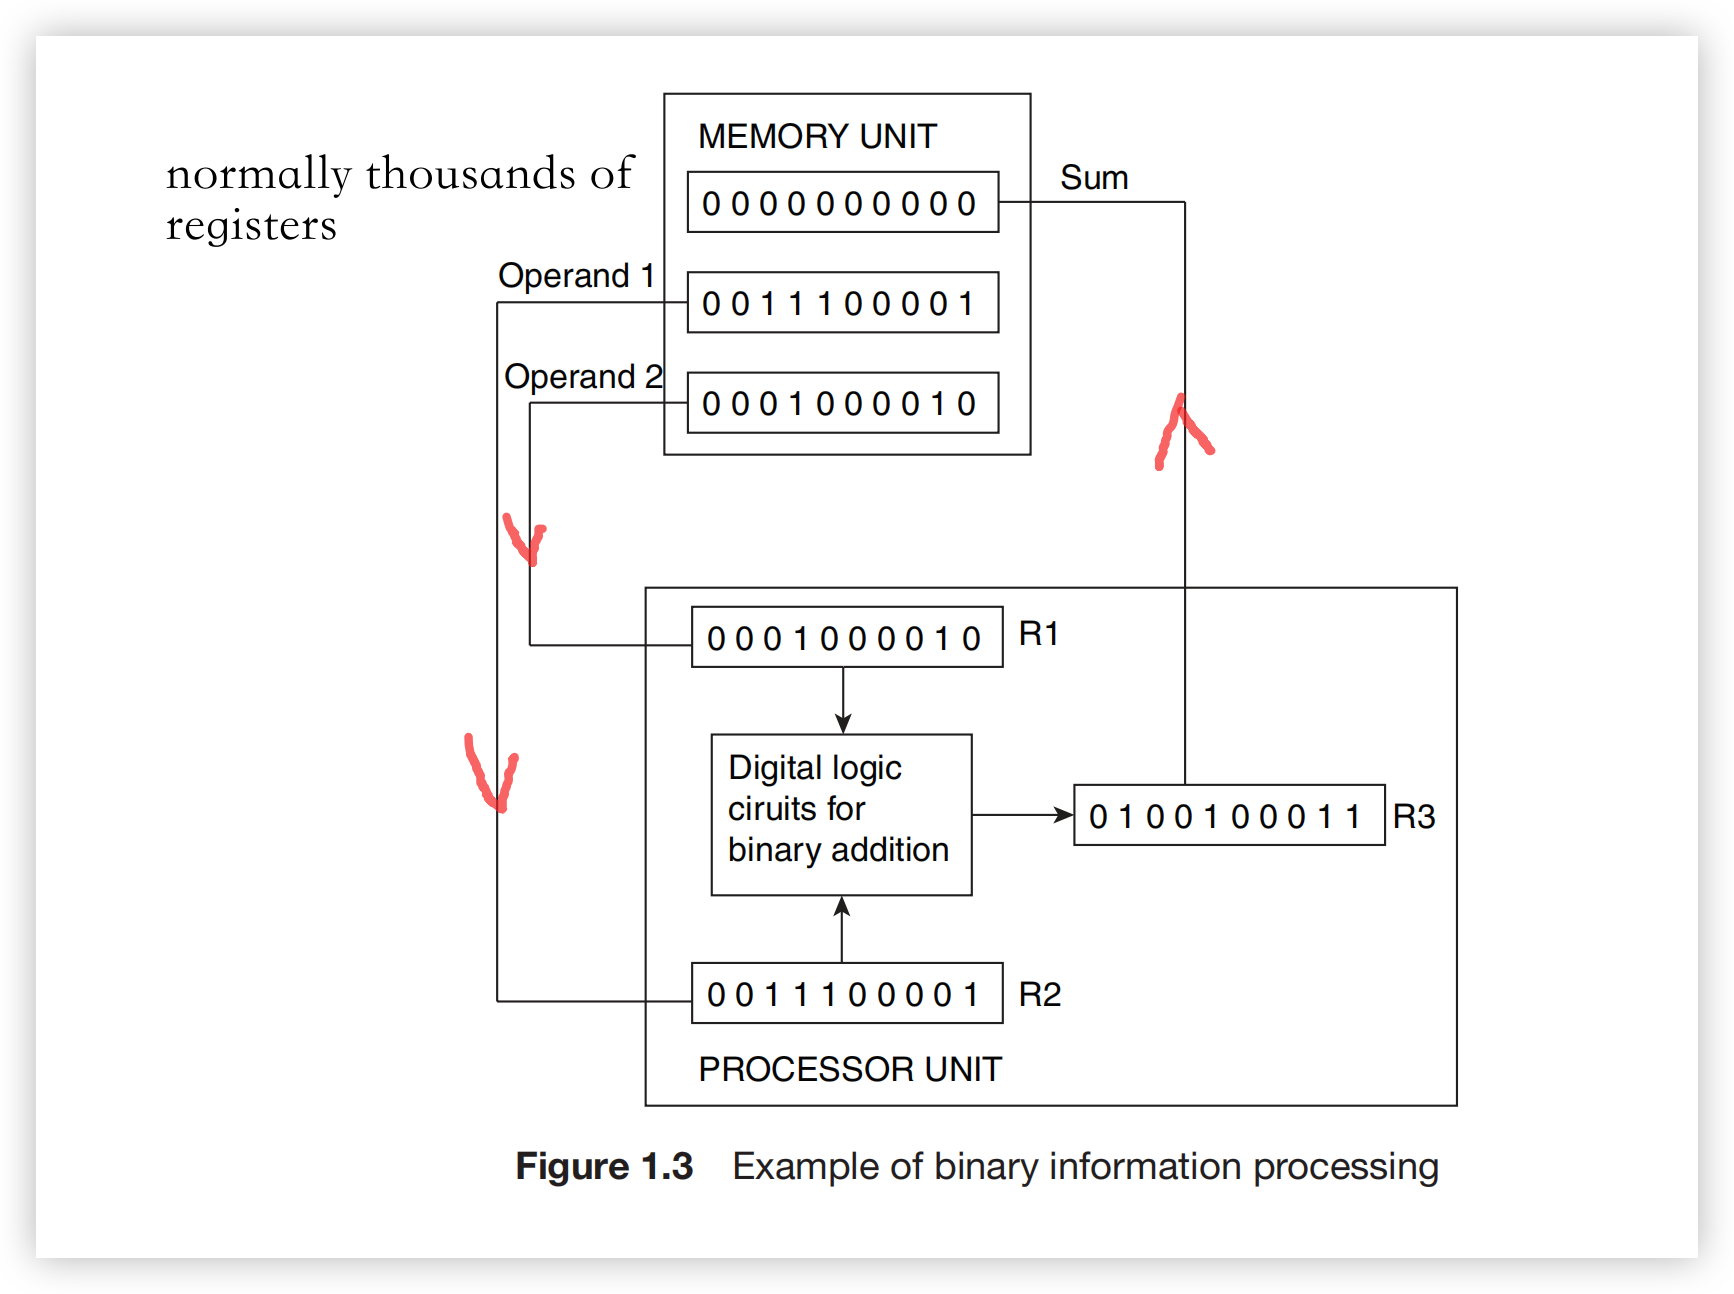 MEMORY UNIT
normally thousands of
registers
0 0 0 0 0 0 0 0 0 0
Sum
Operand 1
0 0 1 1 1 0 0 0 0 1
Operand 2
0 0 0 1 0 0 0 0 1 0
0 0 0 1 0 0 0 0 1 0
R1
Digital logic
ciruits for
binary addition
0 1 0 0 1 0 0 0 1 1
R3
0 0 1 1 1 0 0 0 0 1
R2
PROCESSOR UNIT
Figure 1.3 Example of binary information processing